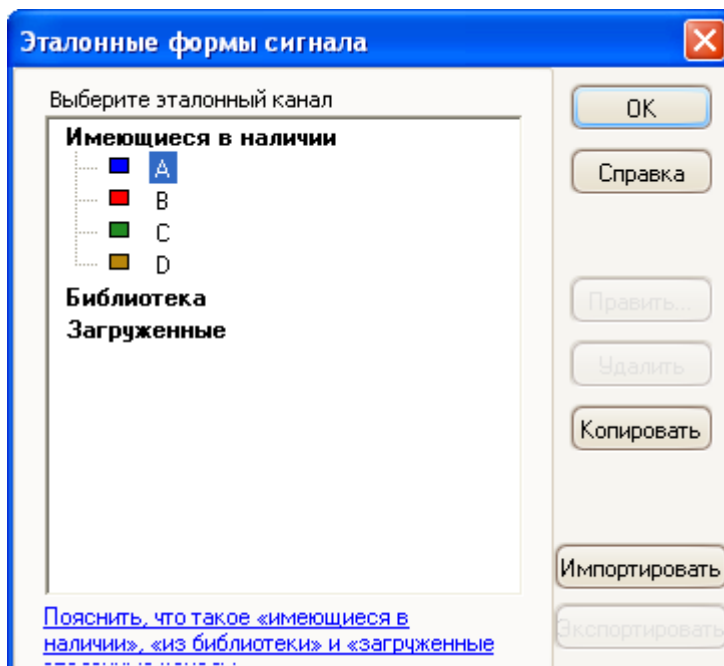 Эталонные формы сигнала
Выберите эталонный канал
Имеющиеся в наличии
A
B
C
D
Библиотека
Загруженные
OK
Справка
Править...
Удалить
Копировать
Импортировать
Экспортировать
Пояснить, что такое «имеющиеся в
наличии», «из библиотеки» и «загруженные